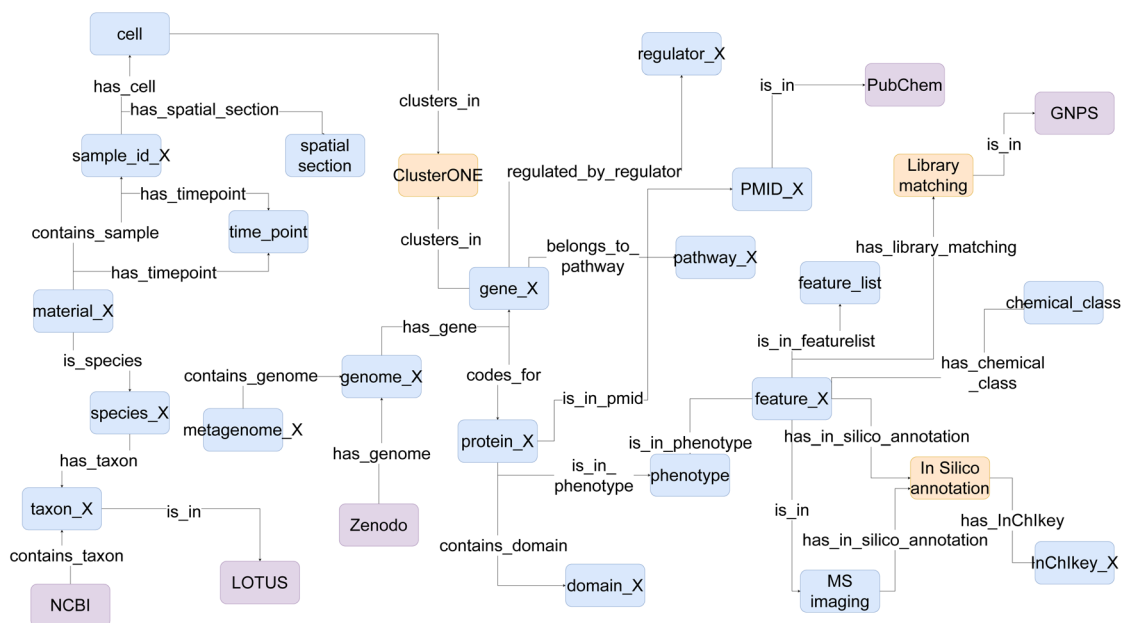 cell
regulator_X
has_cell
is_in
PubChem
clusters_in
has_spatial_section
GNPS
sample_id_X
spatial
section
is_in
ClusterONE
regulated_by_regulator
PMID_X
Library
matching
has_timepoint
contains_sample
time_point
clusters_in
belongs_to_
pathway
pathway_X
has_library_matching
has_timepoint
gene_X
feature_list
chemical_class
material_X
has_gene
is_in_featurelist
is_species
has_chemical
_class
contains_genome
genome_X
codes_for
is_in_pmid
feature_X
species_X
metagenome_X
protein_X
is_in_phenotype
has_in_silico_annotation
has_taxon
has_genome
is_in_
phenotype
phenotype
In Silico
annotation
taxon_X
is_in
Zenodo
is_in
has_InChIkey
contains_taxon
contains_domain
has_in_silico_annotation
LOTUS
domain_X
MS
imaging
InChIkey_X
NCBI